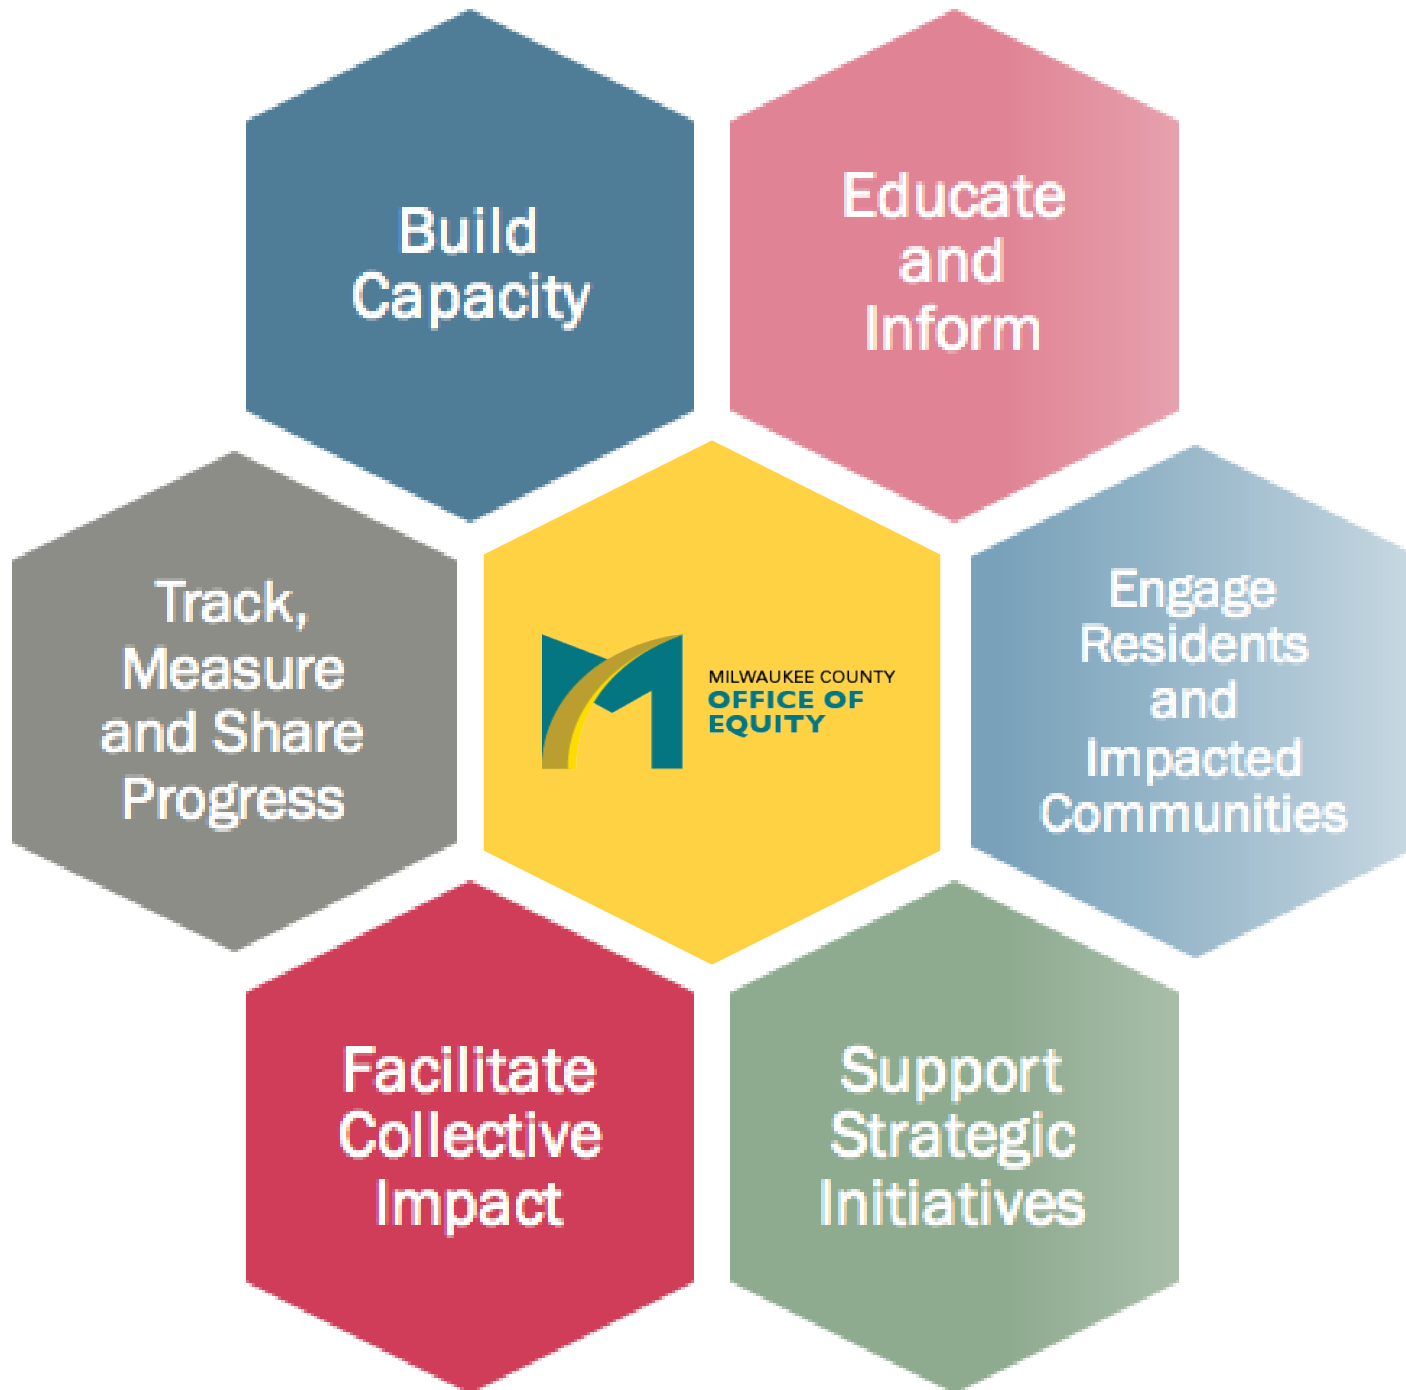 Build
Capacity
Educate
and
Inform
Track,
Measure
and Share
Progress
MILWAUKEE COUNTY
OFFICE OF
EQUITY
Engage
Residents
and
Impacted
Communities
Facilitate
Collective
Impact
Support
Strategic
Initiatives